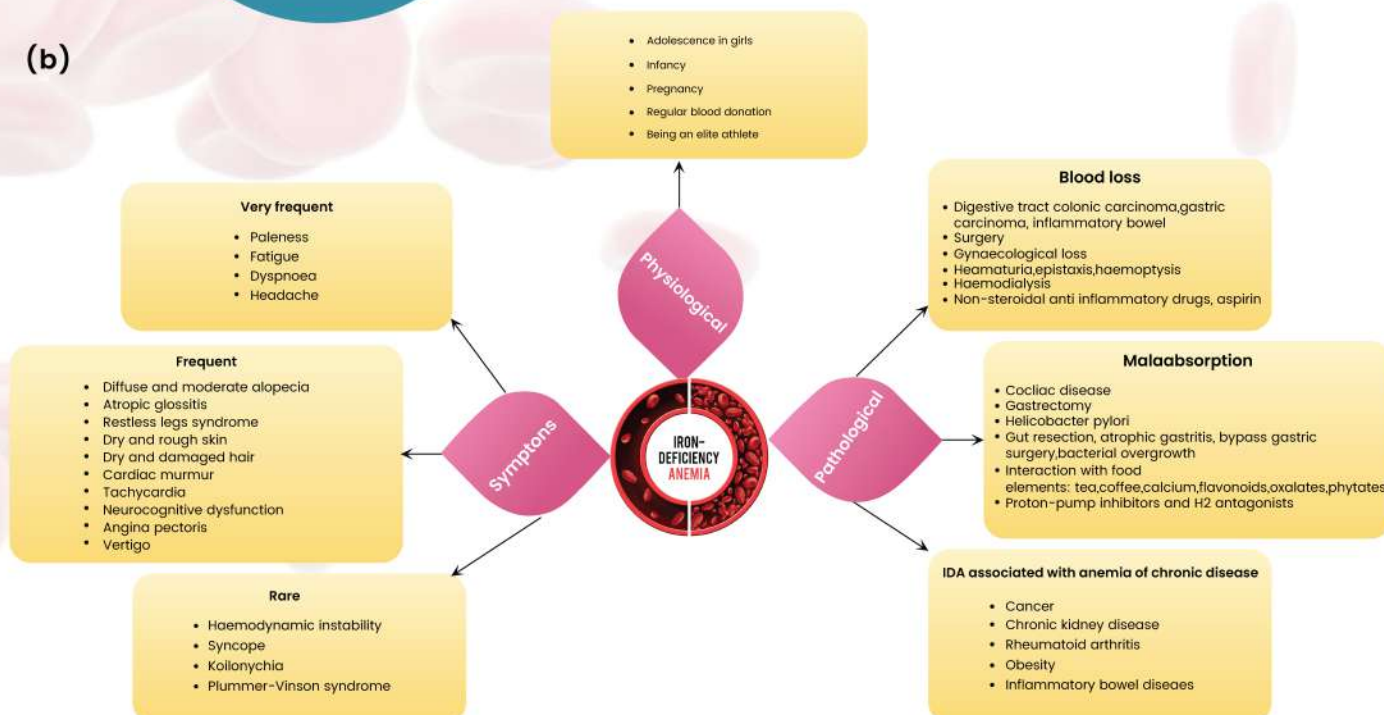 (b)
• Adolescence in girls
• Infancy
• Pregnancy
• Regular blood donation
• Being an elite athlete
Physiological
Very frequent
• Paleness
• Fatigue
• Dyspnoea
• Headache
Frequent
• Diffuse and moderate alopecia
• Atropic glossitis
• Restless legs syndrome
• Dry and rough skin
• Dry and damaged hair
• Cardiac murmur
• Tachycardia
• Neurocognitive dysfunction
• Angina pectoris
• Vertigo
Rare
• Haemodynamic instability
• Syncope
• Koilonychia
• Plummer-Vinson syndrome
Symptons
IRON-
DEFICIENCY
ANEMIA
Pathological
Blood loss
• Digestive tract colonic carcinoma,gastric
carcinoma, inflammatory bowel
• Surgery
• Gynaecological loss
• Heamaturia,epistaxis,haemoptysis
• Haemodialysis
• Non-steroidal anti inflammatory drugs, aspirin
Malaabsorption
• Cocliac disease
• Gastrectomy
• Helicobacter pylori
• Gut resection, atrophic gastritis, bypass gastric
surgery,bacterial overgrowth
• Interaction with food
elements: tea,coffee,calcium,flavonoids,oxalates,phytates
• Proton-pump inhibitors and H2 antagonists
IDA associated with anemia of chronic disease
• Cancer
• Chronic kidney disease
• Rheumatoid arthritis
• Obesity
• Inflammatory bowel diseaes